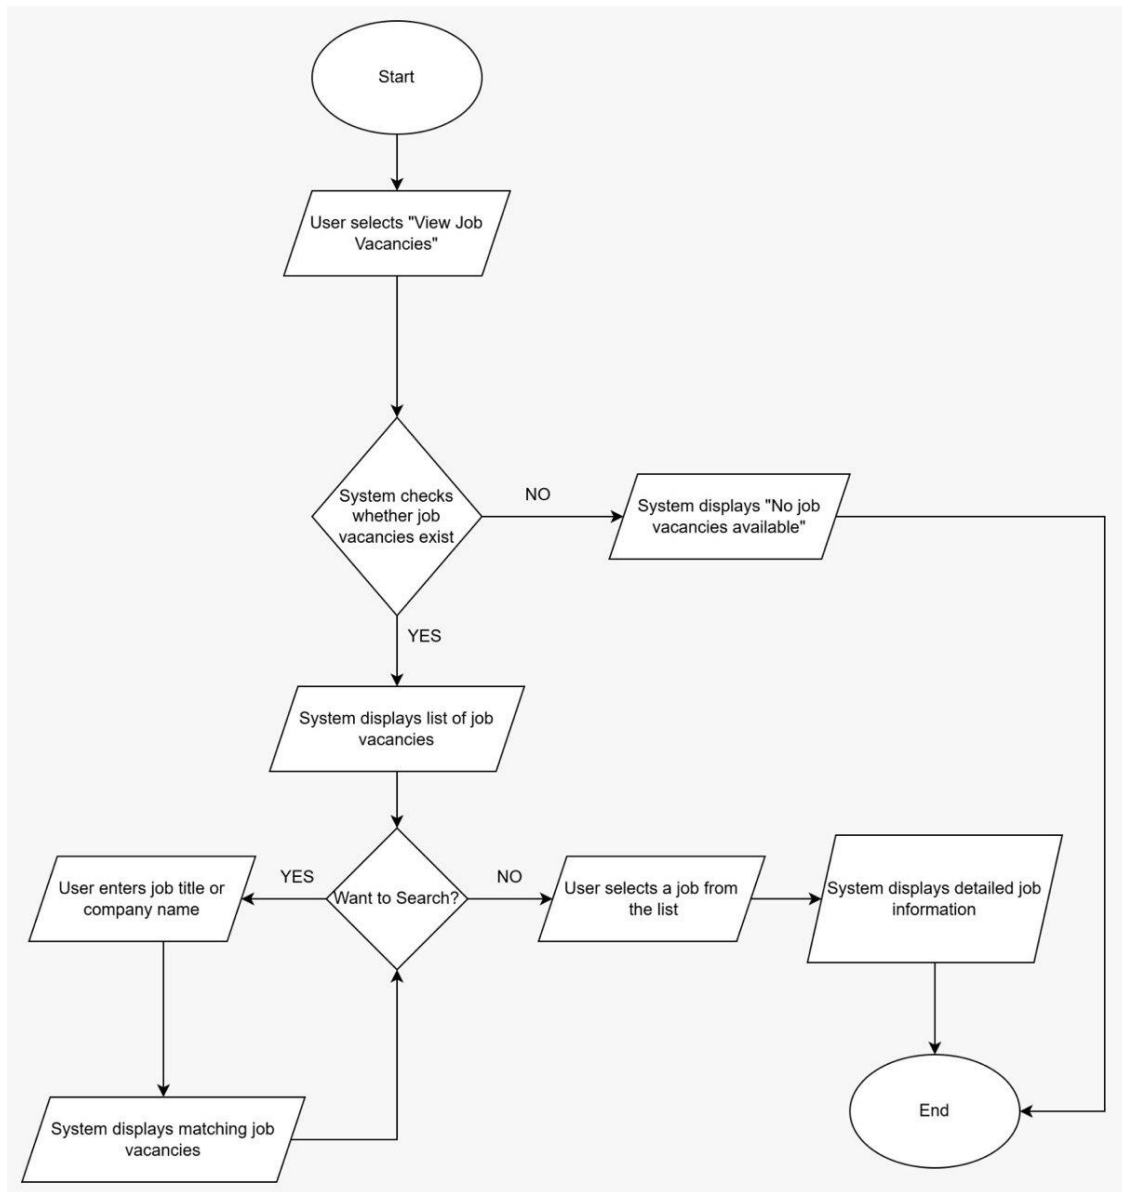 Start
User selects "View Job
Vacancies"
System checks
whether job
vacancies exist
NO
System displays "No job
vacancies available"
YES
System displays list of job
vacancies
Want to Search?
YES
User enters job title or
company name
NO
User selects a job from
the list
System displays detailed job
information
System displays matching job
vacancies
End